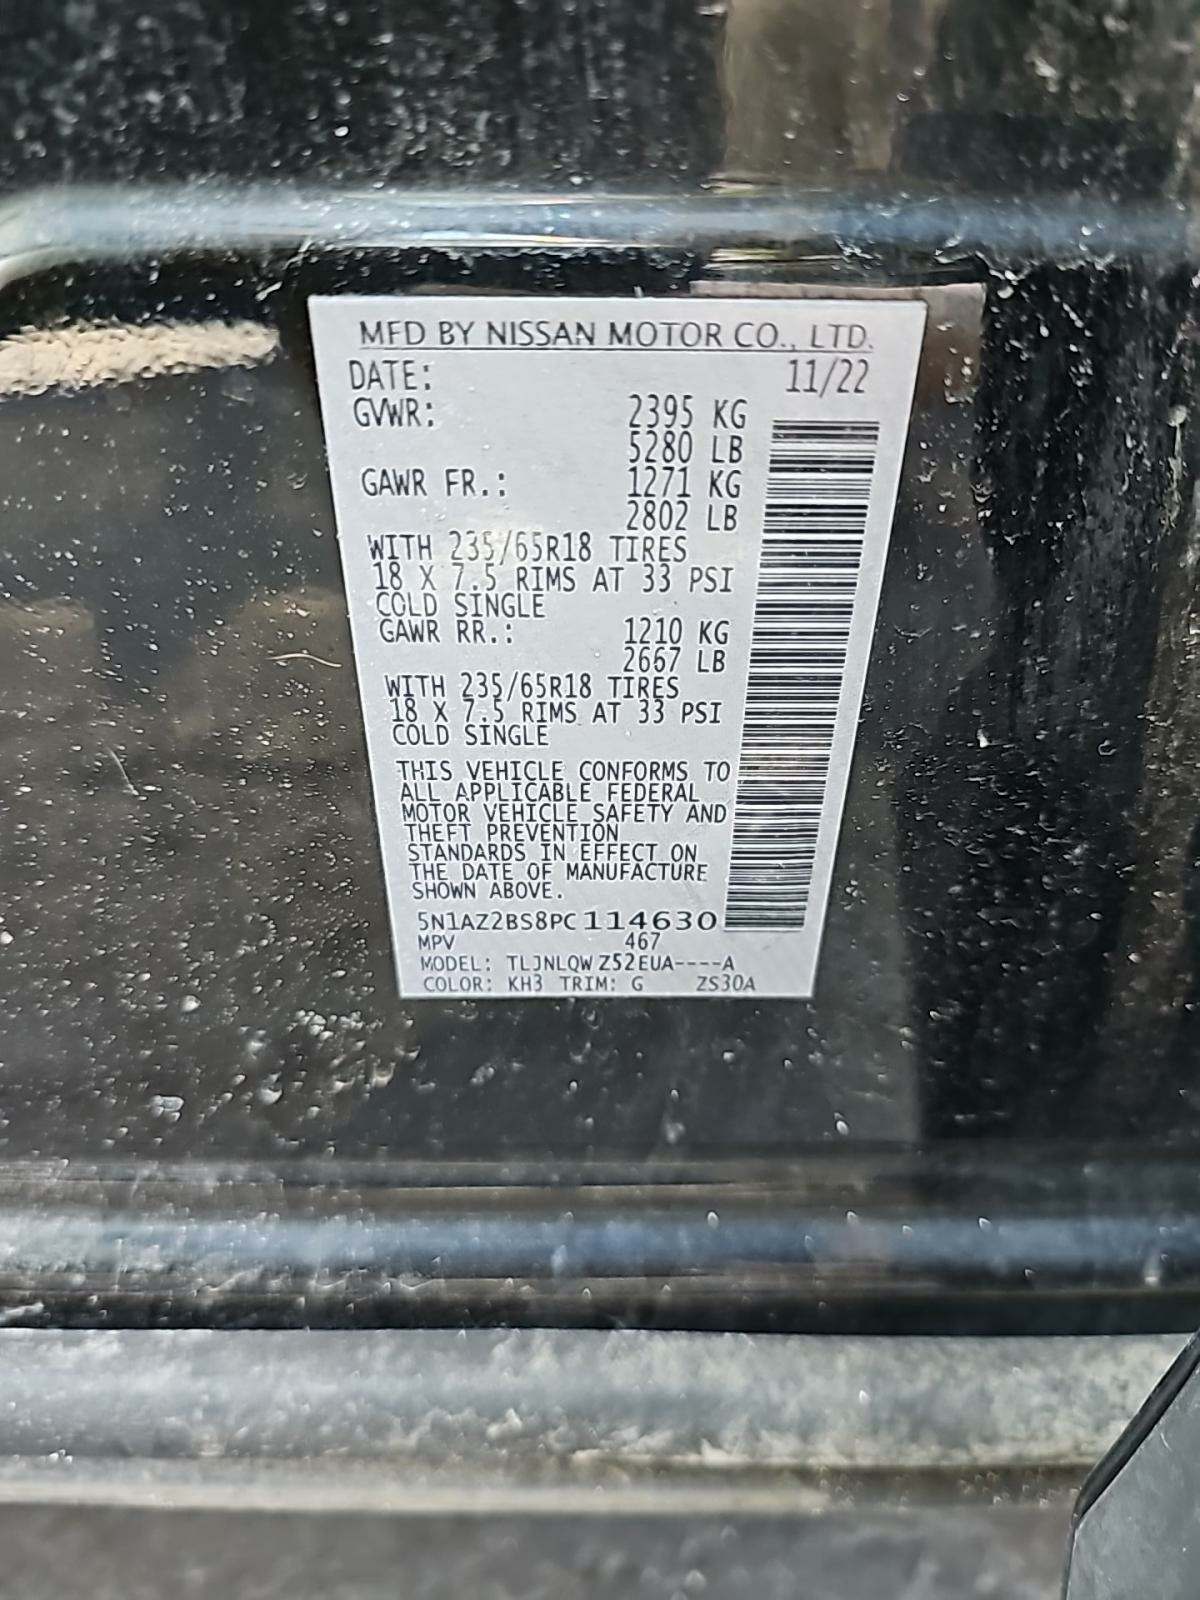 MFD BY NISSAN MOTOR CO., LTD.
DATE: 11/22
GVWR: 2395 KG
5280 LB
GAWR FR.: 1271 KG
2802 LB
WITH 235/65R18 TIRES
18 X 7.5 RIMS AT 33 PSI
COLD SINGLE
GAWR RR.: 1210 KG
2667 LB
WITH 235/65R18 TIRES
18 X 7.5 RIMS AT 33 PSI
COLD SINGLE
THIS VEHICLE CONFORMS TO
ALL APPLICABLE FEDERAL
MOTOR VEHICLE SAFETY AND
THEFT PREVENTION
STANDARDS IN EFFECT ON
THE DATE OF MANUFACTURE
SHOWN ABOVE.
5N1AZ2BS8PC114630
MPV 467
MODEL: TLJNLQW Z52EUA----A
COLOR: KH3 TRIM: G ZS30A